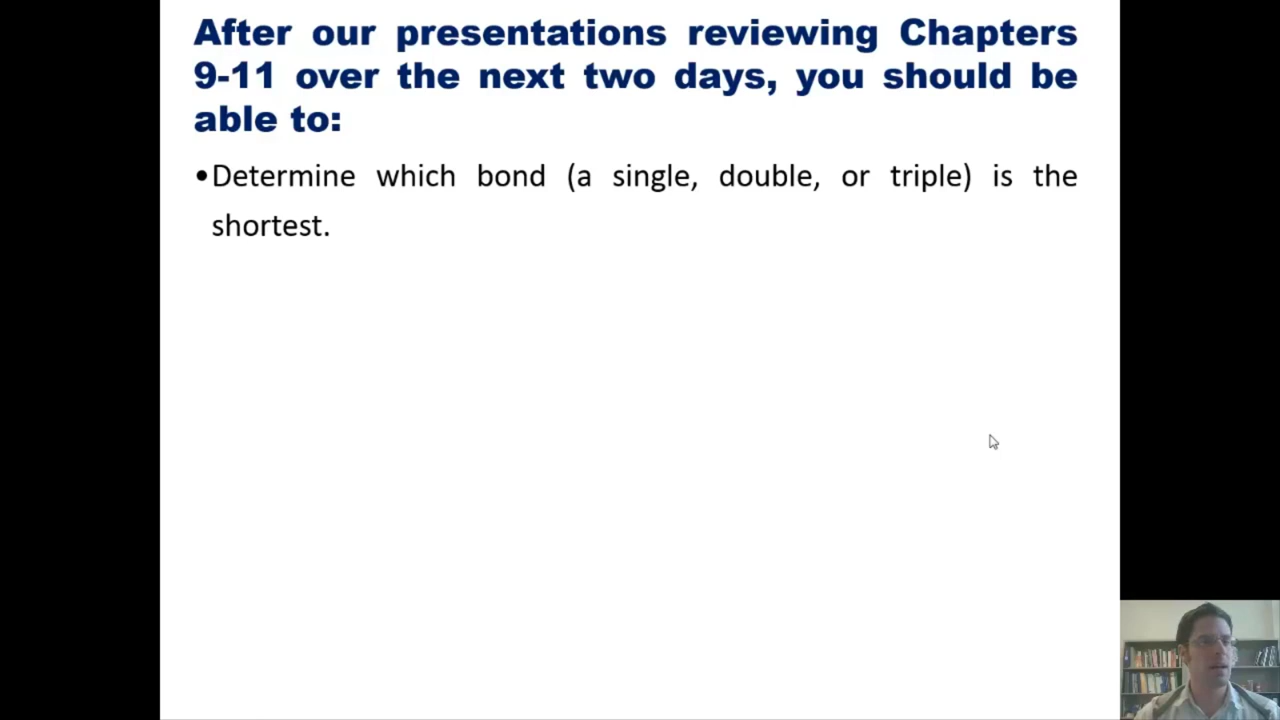 After our presentations reviewing Chapters
9-11 over the next two days, you should be
able to:
•Determine which bond (a single, double, or triple) is the
shortest.